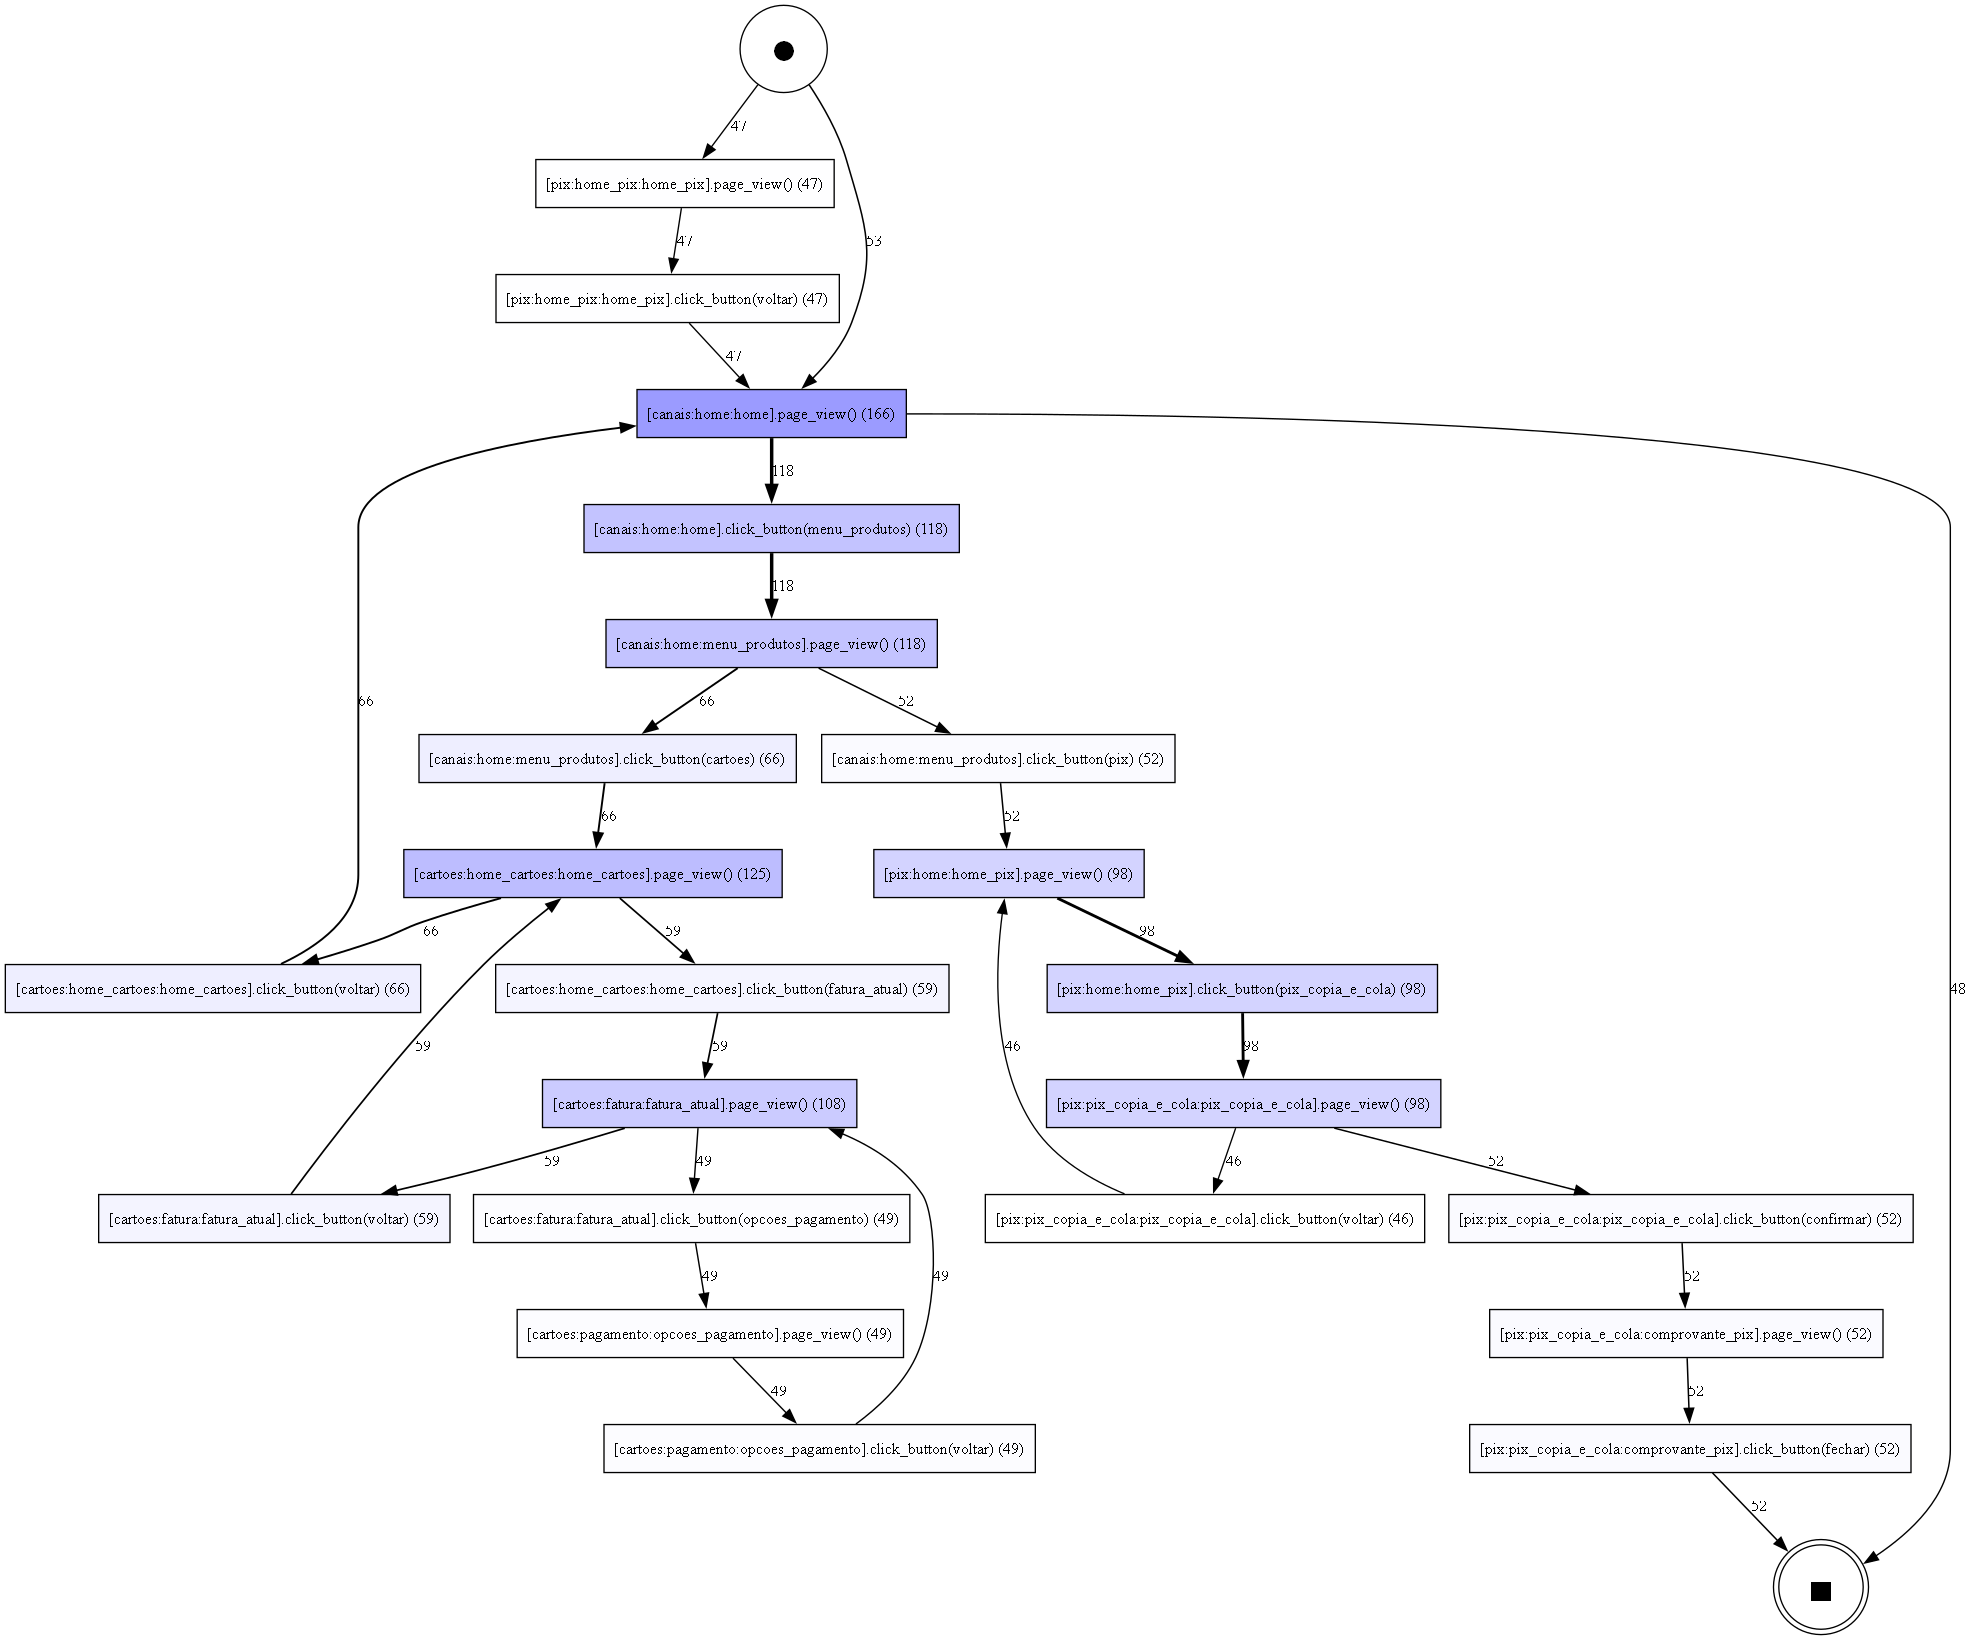 47
[pix:home_pix:home_pix].page_view() (47)
47
53
[pix:home_pix:home_pix].click_button(voltar) (47)
47
[canais:home:home].page_view() (166)
118
[canais:home:home].click_button(menu_produtos) (118)
118
[canais:home:menu_produtos].page_view() (118)
66
66
52
[canais:home:menu_produtos].click_button(cartoes) (66)
[canais:home:menu_produtos].click_button(pix) (52)
66
52
[cartoes:home_cartoes:home_cartoes].page_view() (125)
[pix:home:home_pix].page_view() (98)
66
59
98
[cartoes:home_cartoes:home_cartoes].click_button(voltar) (66)
[cartoes:home_cartoes:home_cartoes].click_button(fatura_atual) (59)
[pix:home:home_pix].click_button(pix_copia_e_cola) (98)
48
59
59
46
98
[cartoes:fatura:fatura_atual].page_view() (108)
[pix:pix_copia_e_cola:pix_copia_e_cola].page_view() (98)
59
49
46
52
[cartoes:fatura:fatura_atual].click_button(voltar) (59)
[cartoes:fatura:fatura_atual].click_button(opcoes_pagamento) (49)
[pix:pix_copia_e_cola:pix_copia_e_cola].click_button(voltar) (46)
[pix:pix_copia_e_cola:pix_copia_e_cola].click_button(confirmar) (52)
49
49
52
[cartoes:pagamento:opcoes_pagamento].page_view() (49)
[pix:pix_copia_e_cola:comprovante_pix].page_view() (52)
49
52
[cartoes:pagamento:opcoes_pagamento].click_button(voltar) (49)
[pix:pix_copia_e_cola:comprovante_pix].click_button(fechar) (52)
52